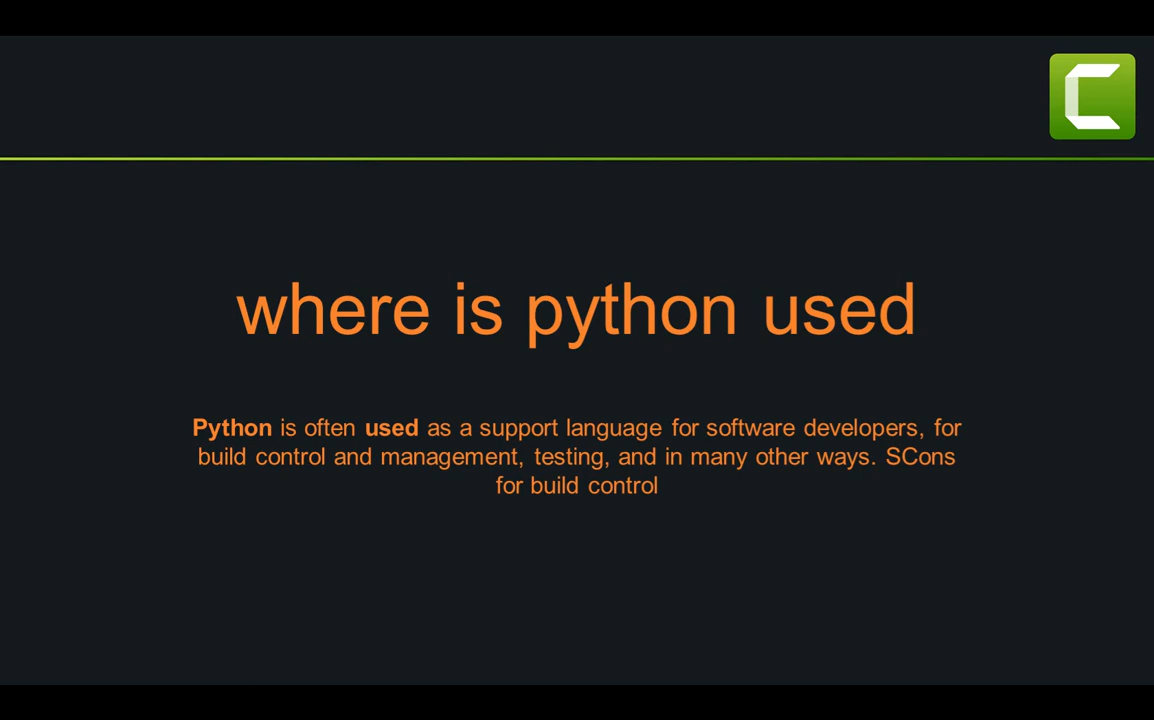 where is python used
Python is often used as a support language for software developers, for
build control and management, testing, and in many other ways. SCons
for build control